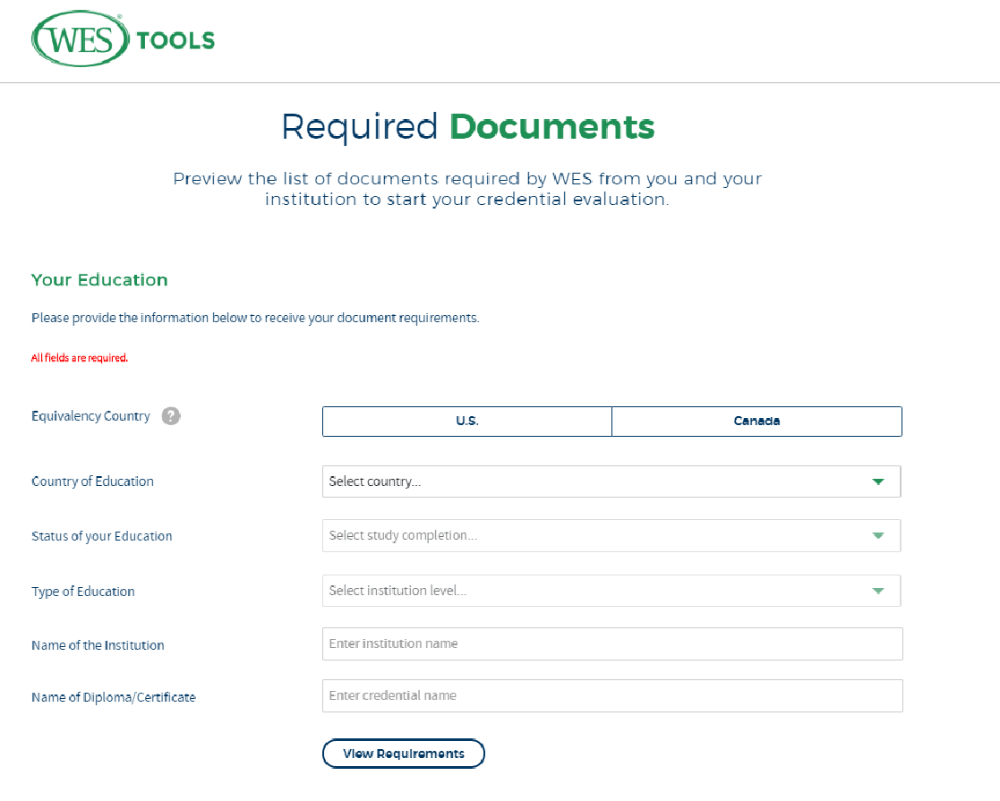 WES® TOOLS
Required Documents
Preview the list of documents required by WES from you and your
institution to start your credential evaluation.
Your Education
Please provide the information below to receive your document requirements.
All fields are required.
Equivalency Country ?
U.S. Canada
Country of Education Select country...
Status of your Education Select study completion...
Type of Education Select institution level...
Name of the Institution Enter institution name
Name of Diploma/Certificate Enter credential name
View Requirements